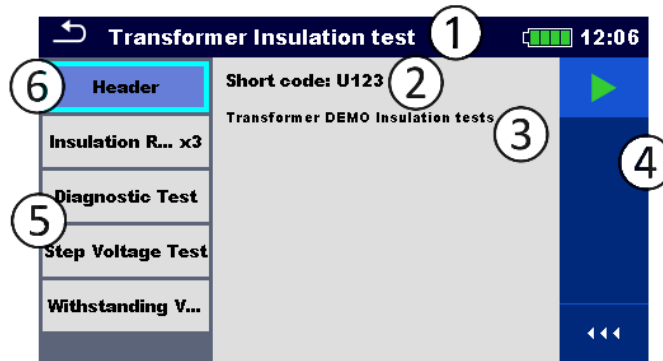 Transformer Insulation test 1 12:06
6 Header
Short code: U123 2
Transformer DEMO Insulation tests 3
Insulation R... x3
4
Diagnostic Test
5
Step Voltage Test
Withstanding V...